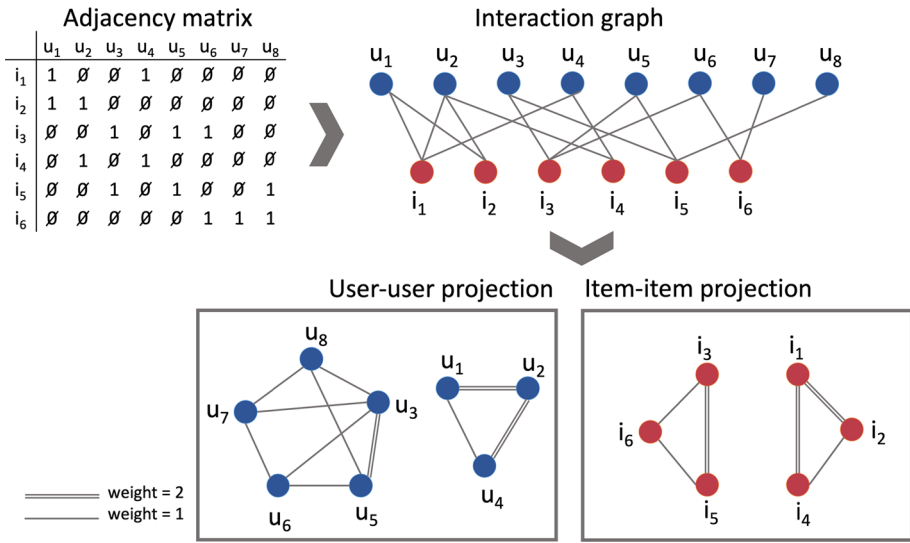 Adjacency matrix
u1 u2 u3 u4 u5 u6 u7 u8
i1 1 Ø Ø 1 Ø Ø Ø Ø
i2 1 1 Ø Ø Ø Ø Ø Ø
i3 Ø Ø 1 Ø 1 1 Ø Ø
i4 Ø 1 Ø 1 Ø Ø Ø Ø
i5 Ø Ø 1 Ø 1 Ø Ø 1
i6 Ø Ø Ø Ø Ø 1 1 1
Interaction graph
u1 u2 u3 u4 u5 u6 u7 u8
i1 i2 i3 i4 i5 i6
User-user projection
u8
u7 u3
u6 u5
u1 u2
u4
Item-item projection
i3
i6
i5
i1
i2
i4
weight = 2
weight = 1